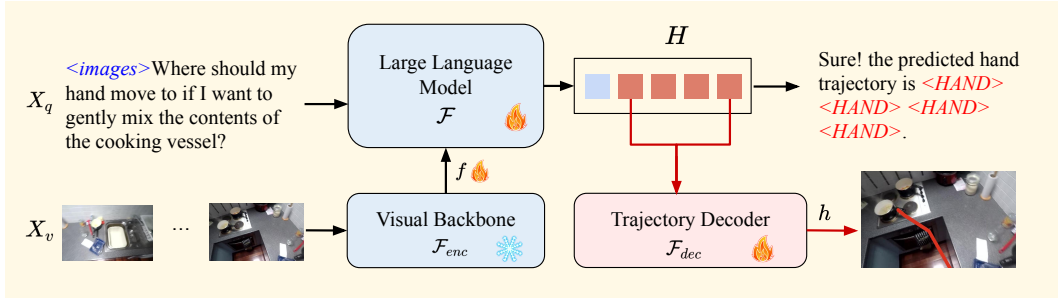 X_q
<images>Where should my
hand move to if I want to
gently mix the contents of
the cooking vessel?
Large Language
Model
F
H
Sure! the predicted hand
trajectory is <HAND>
<HAND> <HAND>
<HAND>.
f
X_v
...
Visual Backbone
F_enc
Trajectory Decoder
F_dec
h